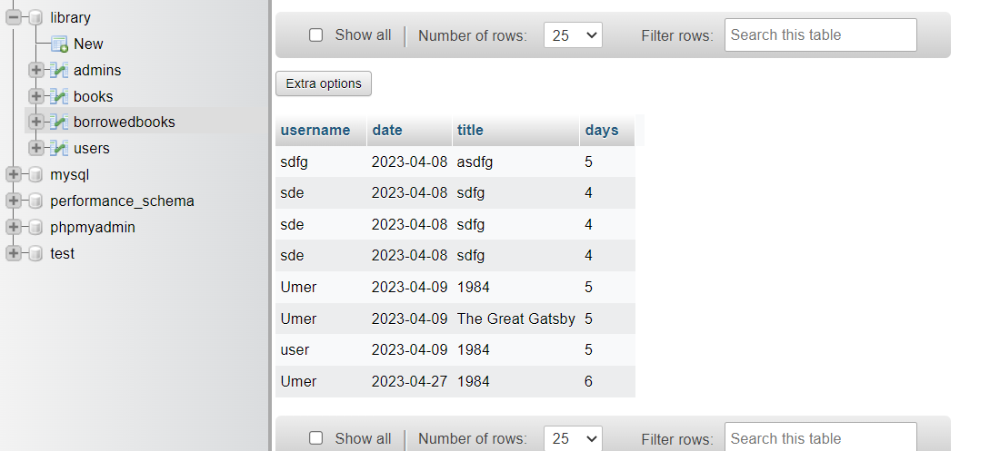 library
New
admins
books
borrowedbooks
users
mysql
performance_schema
phpmyadmin
test
Show all Number of rows: 25 Filter rows: Search this table
Extra options
username date title days
sdfg 2023-04-08 asdfg 5
sde 2023-04-08 sdfg 4
sde 2023-04-08 sdfg 4
sde 2023-04-08 sdfg 4
Umer 2023-04-09 1984 5
Umer 2023-04-09 The Great Gatsby 5
user 2023-04-09 1984 5
Umer 2023-04-27 1984 6
Show all Number of rows: 25 Filter rows: Search this table